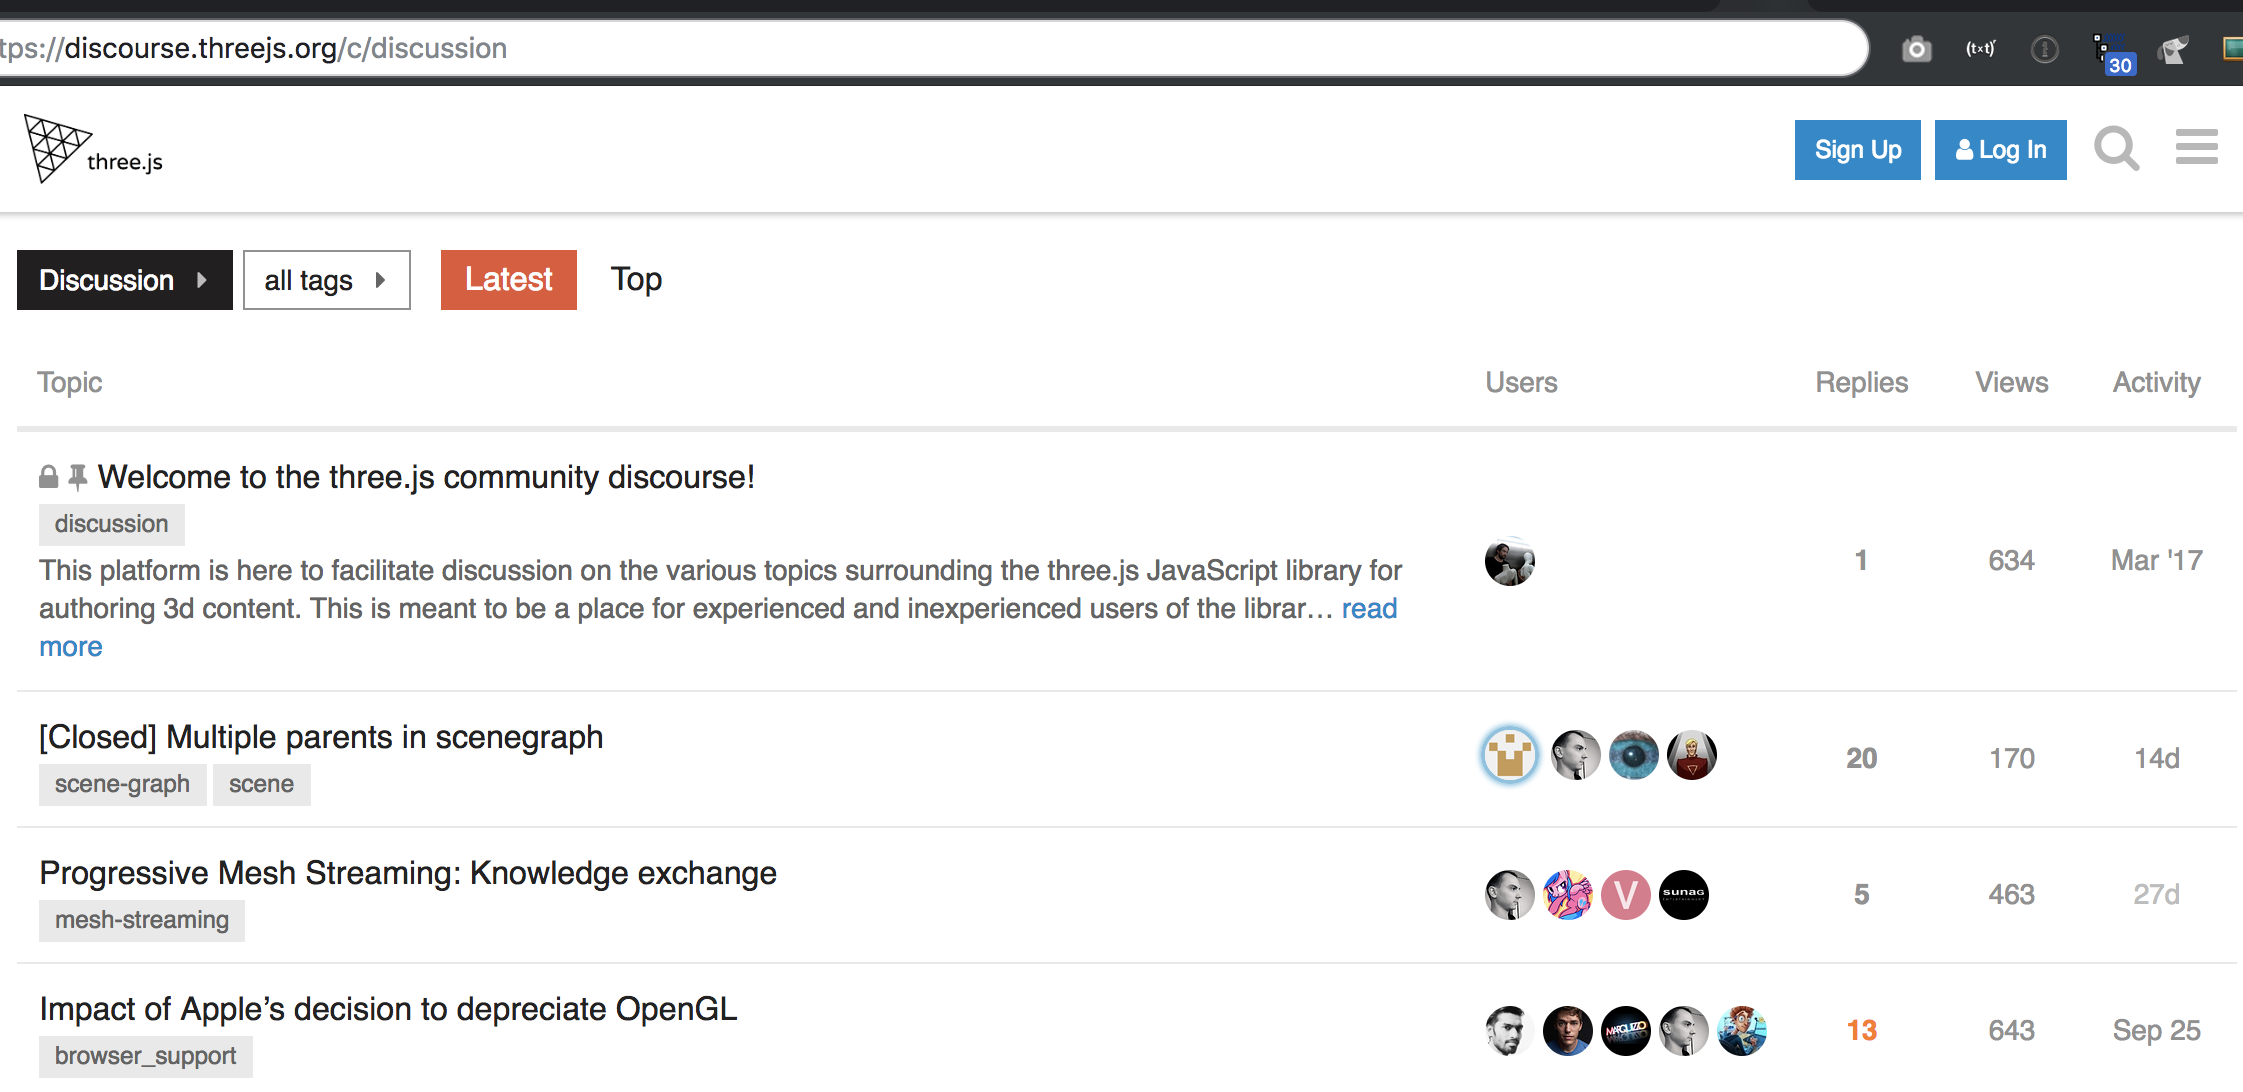 tps://discourse.threejs.org/c/discussion
(t×t)
30
three.js
Sign Up
Log In
Discussion
all tags
Latest
Top
Topic
Users
Replies
Views
Activity
Welcome to the three.js community discourse!
discussion
This platform is here to facilitate discussion on the various topics surrounding the three.js JavaScript library for
authoring 3d content. This is meant to be a place for experienced and inexperienced users of the librar… read
more
1
634
Mar '17
[Closed] Multiple parents in scenegraph
scene-graph
scene
20
170
14d
Progressive Mesh Streaming: Knowledge exchange
mesh-streaming
V
sunag
5
463
27d
Impact of Apple’s decision to depreciate OpenGL
browser_support
13
643
Sep 25